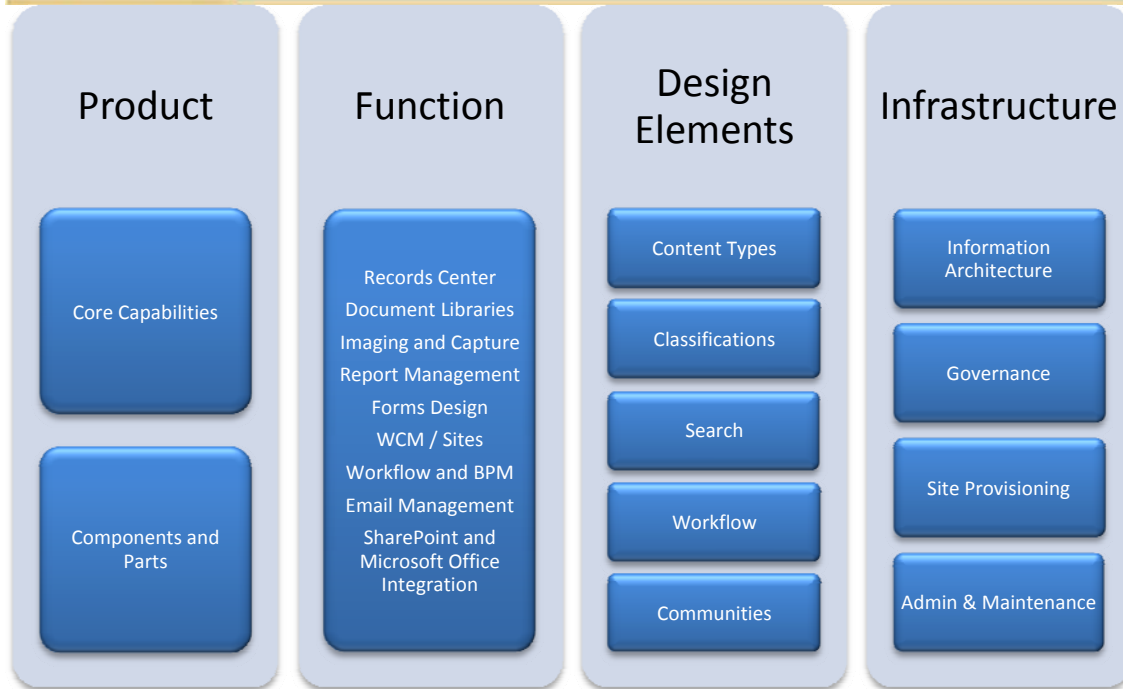 Product
Core Capabilities
Components and
Parts
Function
Records Center
Document Libraries
Imaging and Capture
Report Management
Forms Design
WCM / Sites
Workflow and BPM
Email Management
SharePoint and
Microsoft Office
Integration
Design
Elements
Content Types
Classifications
Search
Workflow
Communities
Infrastructure
Information
Architecture
Governance
Site Provisioning
Admin & Maintenance